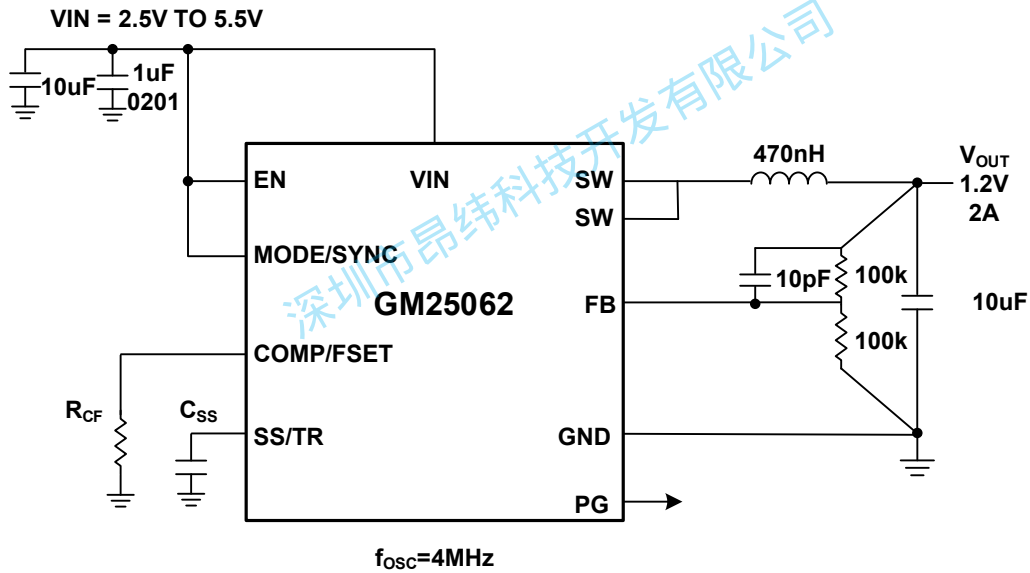 VIN = 2.5V TO 5.5V
10uF
1uF
0201
EN
VIN
SW
SW
MODE/SYNC
GM25062
FB
COMP/FSET
SS/TR
GND
PG
RCF
CSS
470nH
VOUT
1.2V
2A
10pF
100k
100k
10uF
fOSC=4MHz
深圳市昂纬科技开发有限公司